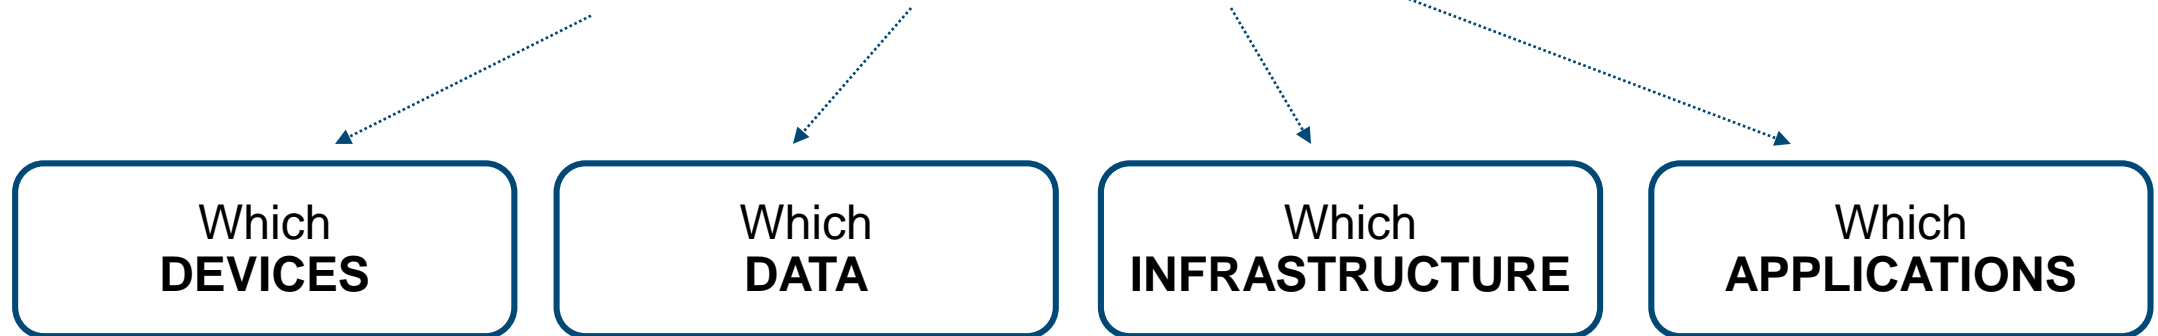 Which
DEVICES
Which
DATA
Which
INFRASTRUCTURE
Which
APPLICATIONS